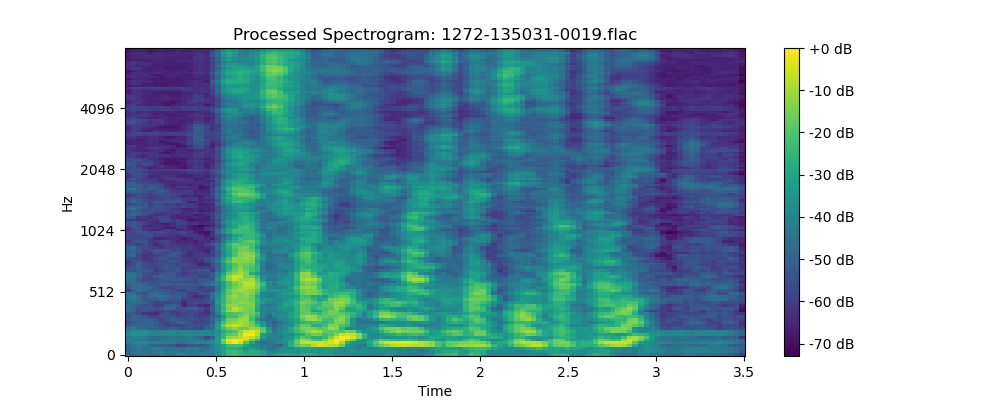 Processed Spectrogram: 1272-135031-0019.flac
Hz
4096
2048
1024
512
0
0 0.5 1 1.5 2 2.5 3 3.5
Time
+0 dB
-10 dB
-20 dB
-30 dB
-40 dB
-50 dB
-60 dB
-70 dB